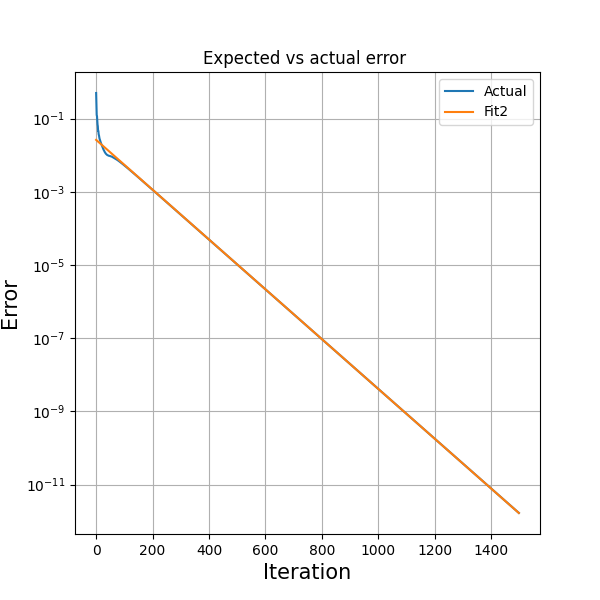 Expected vs actual error
Actual
Fit2
10⁻¹
10⁻³
10⁻⁵
10⁻⁷
10⁻⁹
10⁻¹¹
Error
0 200 400 600 800 1000 1200 1400
Iteration